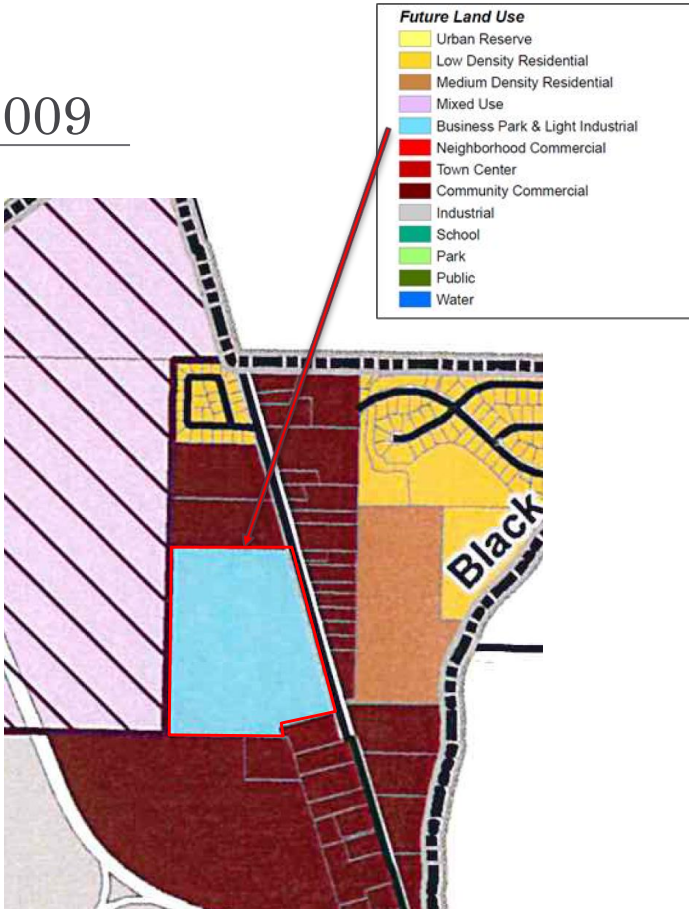 009
Future Land Use
Urban Reserve
Low Density Residential
Medium Density Residential
Mixed Use
Business Park & Light Industrial
Neighborhood Commercial
Town Center
Community Commercial
Industrial
School
Park
Public
Water
Black